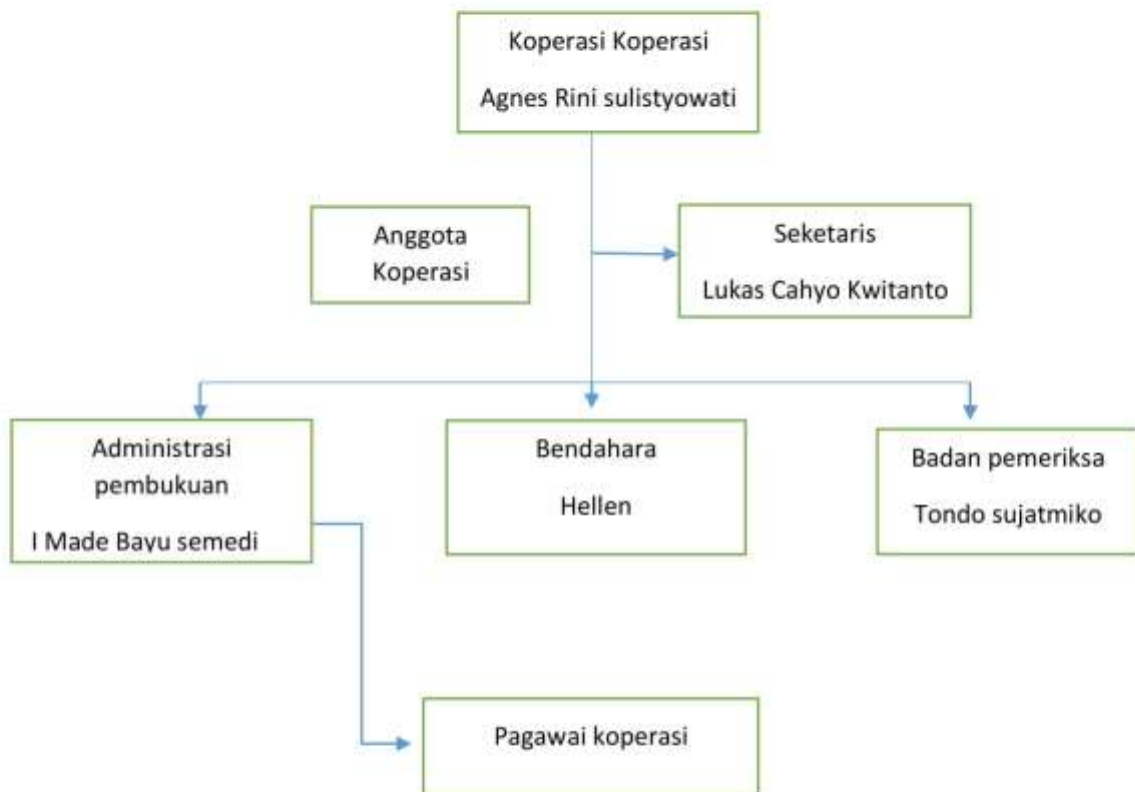 Koperasi Koperasi
Agnes Rini sulistyowati
Anggota
Koperasi
Seketaris
Lukas Cahyo Kwitanto
Administrasi
pembukuan
I Made Bayu semedi
Bendahara
Hellen
Badan pemeriksa
Tondo sujatmiko
Pagawai koperasi